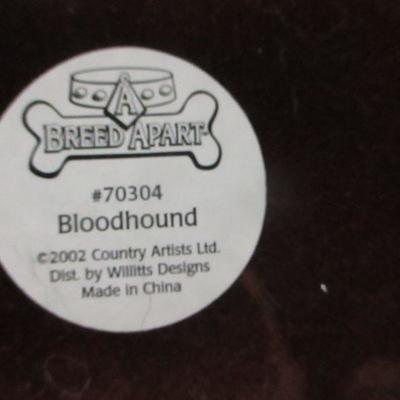 A
BREED APART
#70304
Bloodhound
©2002 Country Artists Ltd.
Dist. by Willitts Designs
Made in China